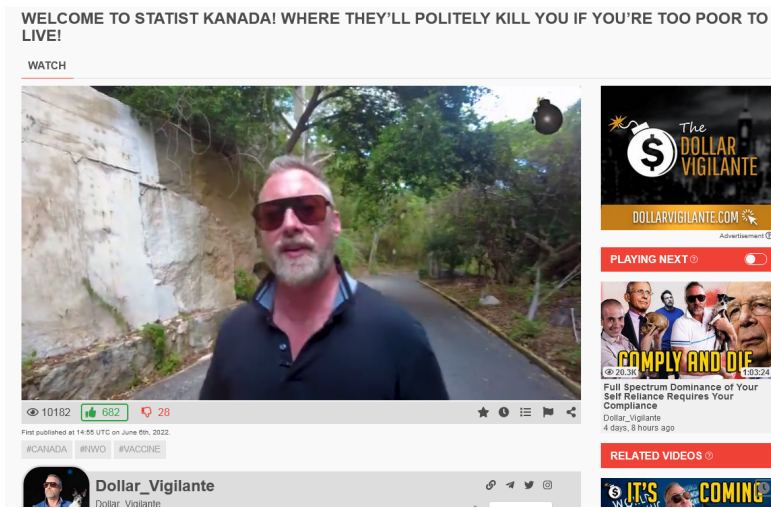 WELCOME TO STATIST KANADA! WHERE THEY'LL POLITELY KILL YOU IF YOU'RE TOO POOR TO
LIVE!
WATCH
The
DOLLAR
VIGILANTE
$
DOLLARVIGILANTE.COM
Advertisement
PLAYING NEXT
COMPLY AND DIE
20.3K
1:03:24
Full Spectrum Dominance of Your
Self Reliance Requires Your
Compliance
Dollar_Vigilante
4 days, 8 hours ago
10182 682 28
First published at 14:55 UTC on June 6th, 2022.
#CANADA #NWO #VACCINE
RELATED VIDEOS
Dollar_Vigilante
Dollar_Vigilante
IT'S COMING